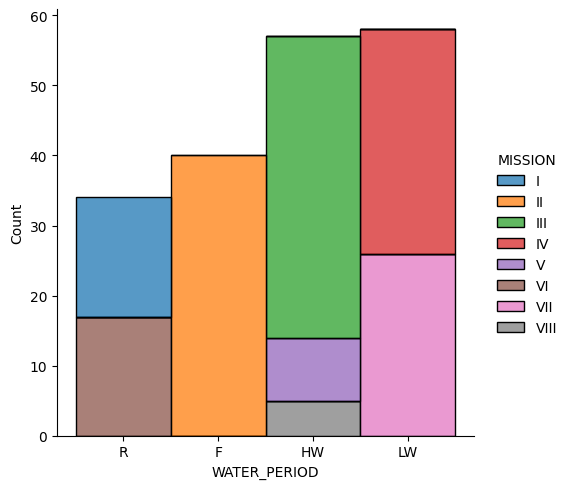 60
50
40
30
20
10
0
Count
R F HW LW
WATER_PERIOD
MISSION
I
II
III
IV
V
VI
VII
VIII